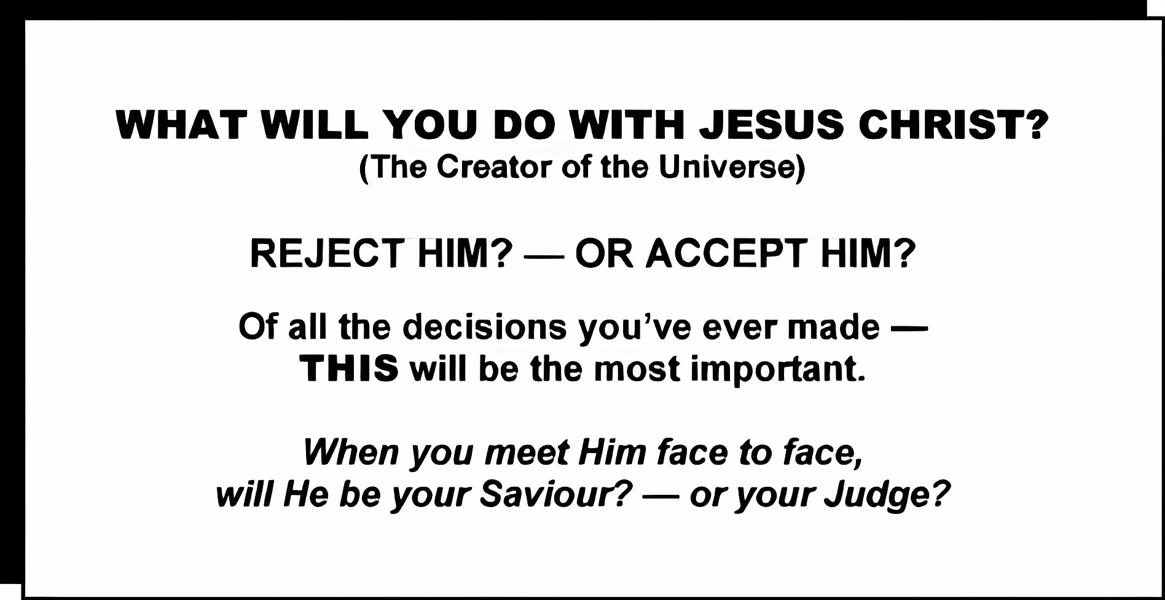 WHAT WILL YOU DO WITH JESUS CHRIST?
(The Creator of the Universe)
REJECT HIM? — OR ACCEPT HIM?
Of all the decisions you've ever made —
THIS will be the most important.
When you meet Him face to face,
will He be your Saviour? — or your Judge?